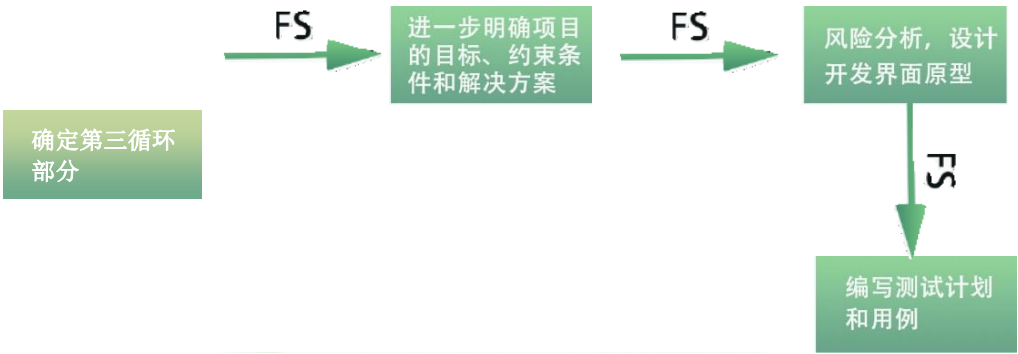 FS
进一步明确项目
的目标、约束条
件和解决方案
FS
风险分析，设计
开发界面原型
确定第三循环
部分
FS
编写测试计划
和用例